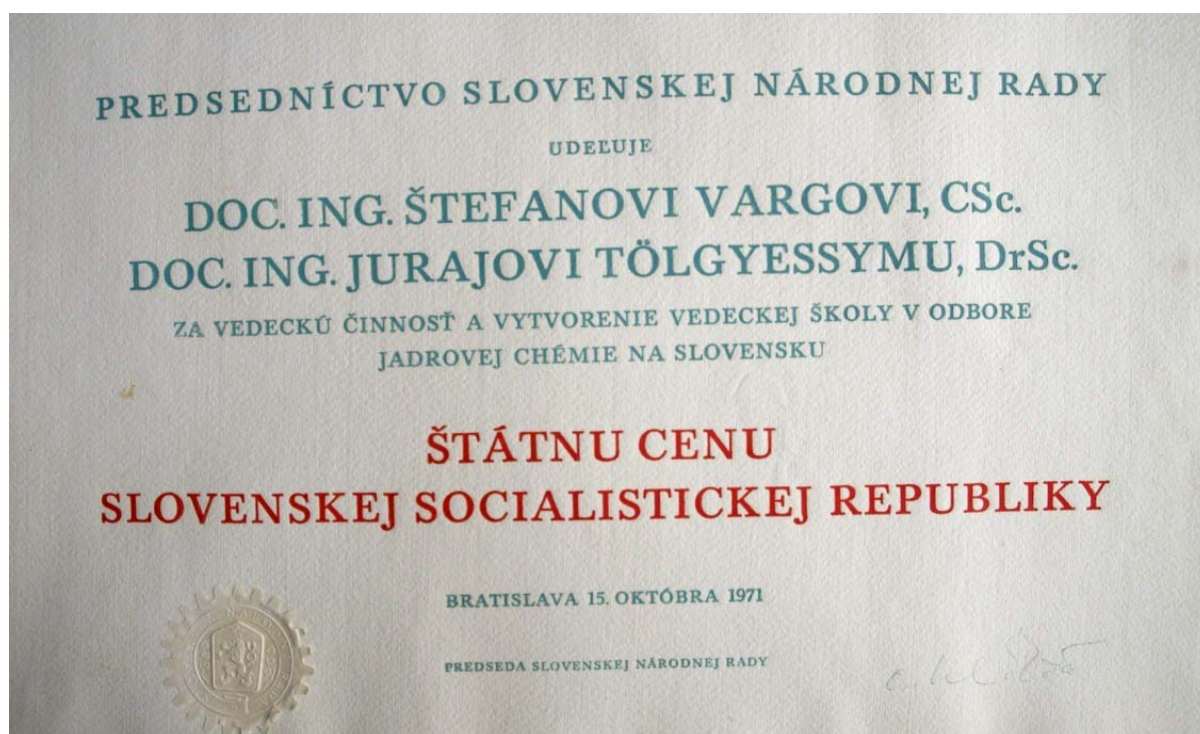 PREDSEDNÍCTVO SLOVENSKEJ NÁRODNEJ RADY
UDEĽUJE
DOC. ING. ŠTEFANOVI VARGOVI, CSc.
DOC. ING. JURAJOVI TÖLGYESSYMU, DrSc.
ZA VEDECKÚ ČINNOSŤ A VYTVORENIE VEDECKEJ ŠKOLY V ODBORE
JADROVEJ CHÉMIE NA SLOVENSKU
ŠTÁTNU CENU
SLOVENSKEJ SOCIALISTICKEJ REPUBLIKY
BRATISLAVA 15. OKTÓBRA 1971
PREDSEDA SLOVENSKEJ NÁRODNEJ RADY